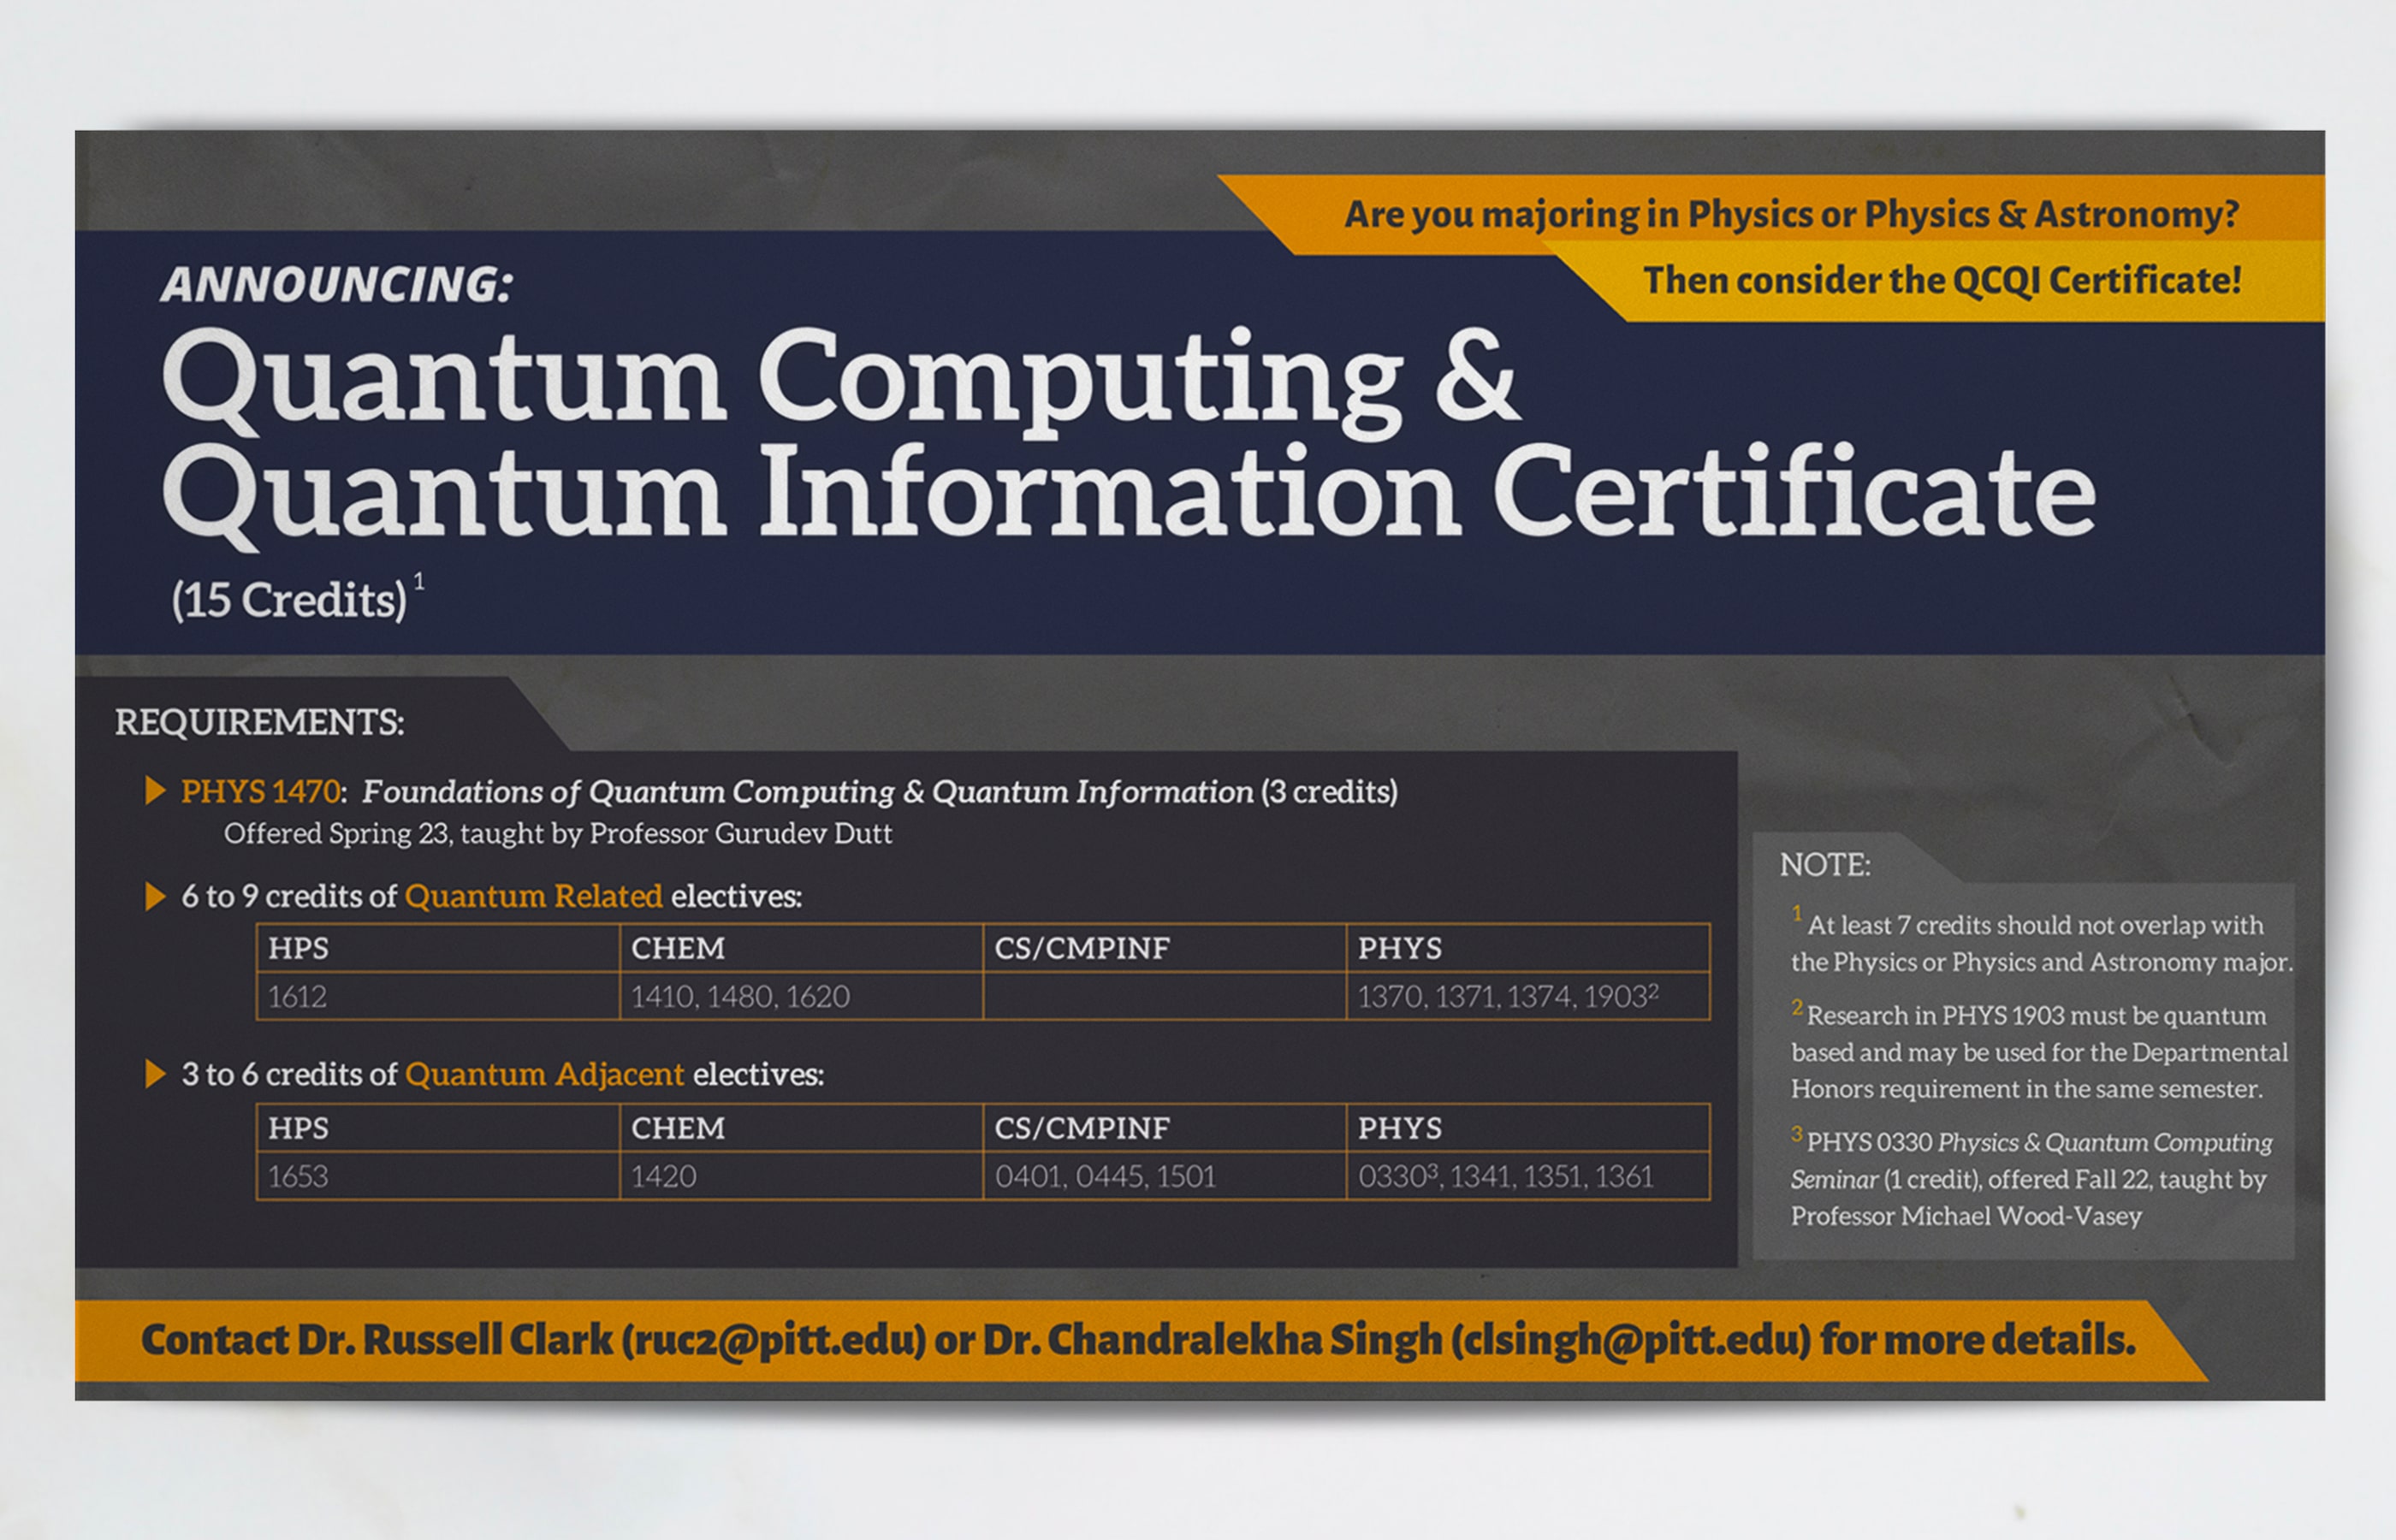 Are you majoring in Physics or Physics & Astronomy?
Then consider the QCQI Certificate!
ANNOUNCING:
Quantum Computing &
Quantum Information Certificate
(15 Credits)¹
REQUIREMENTS:
PHYS 1470: Foundations of Quantum Computing & Quantum Information (3 credits)
Offered Spring 23, taught by Professor Gurudev Dutt
6 to 9 credits of Quantum Related electives:
HPS CHEM CS/CMPINF PHYS
1612 1410, 1480, 1620 1370, 1371, 1374, 1903²
3 to 6 credits of Quantum Adjacent electives:
HPS CHEM CS/CMPINF PHYS
1653 1420 0401, 0445, 1501 0330³, 1341, 1351, 1361
NOTE:
¹ At least 7 credits should not overlap with
the Physics or Physics and Astronomy major.
² Research in PHYS 1903 must be quantum
based and may be used for the Departmental
Honors requirement in the same semester.
³ PHYS 0330 Physics & Quantum Computing
Seminar (1 credit), offered Fall 22, taught by
Professor Michael Wood-Vasey
Contact Dr. Russell Clark (ruc2@pitt.edu) or Dr. Chandralekha Singh (clsingh@pitt.edu) for more details.